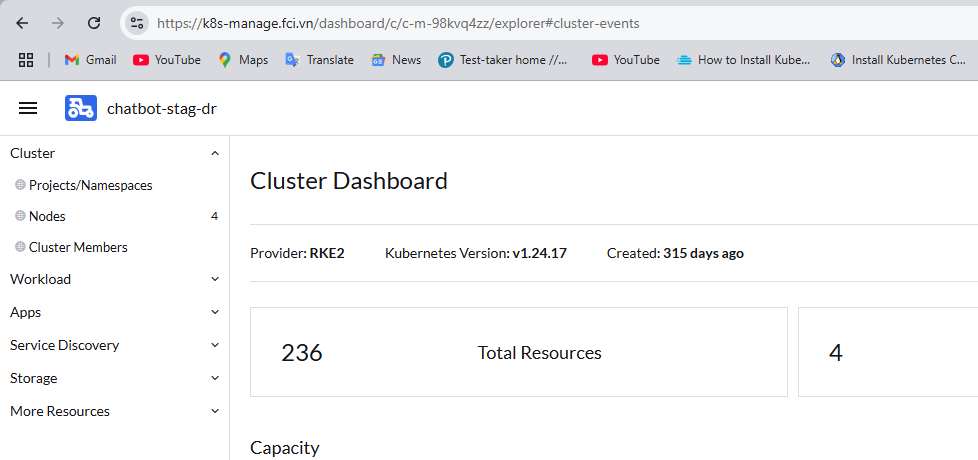 https://k8s-manage.fci.vn/dashboard/c/c-m-98kvq4zz/explorer#cluster-events
Gmail YouTube Maps Translate News Test-taker home //... YouTube How to Install Kube... Install Kubernetes C...
chatbot-stag-dr
Cluster
Projects/Namespaces
Nodes 4
Cluster Members
Workload
Apps
Service Discovery
Storage
More Resources
Cluster Dashboard
Provider: RKE2 Kubernetes Version: v1.24.17 Created: 315 days ago
236 Total Resources 4
Capacity